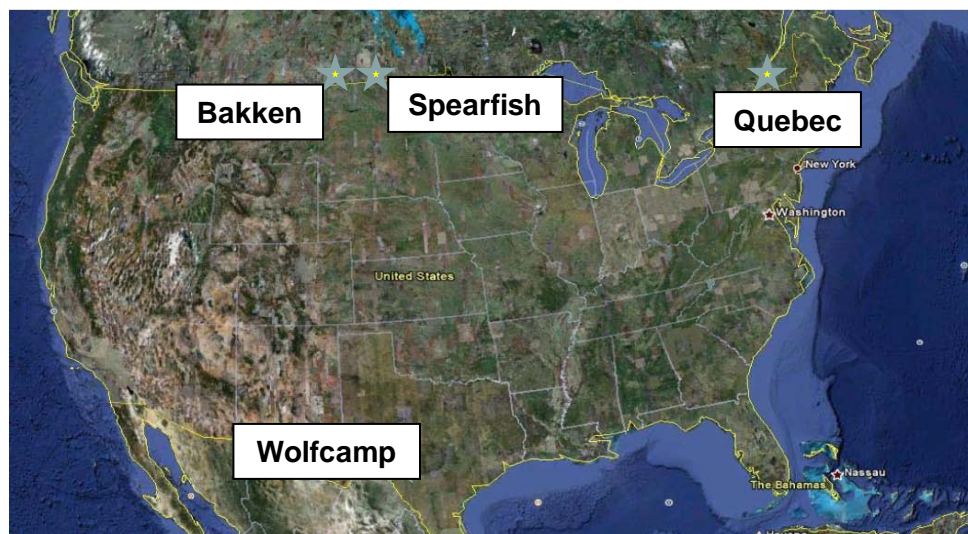 Bakken
Spearfish
Quebec
New York
Washington
United States
Wolfcamp
Nassau
The Bahamas